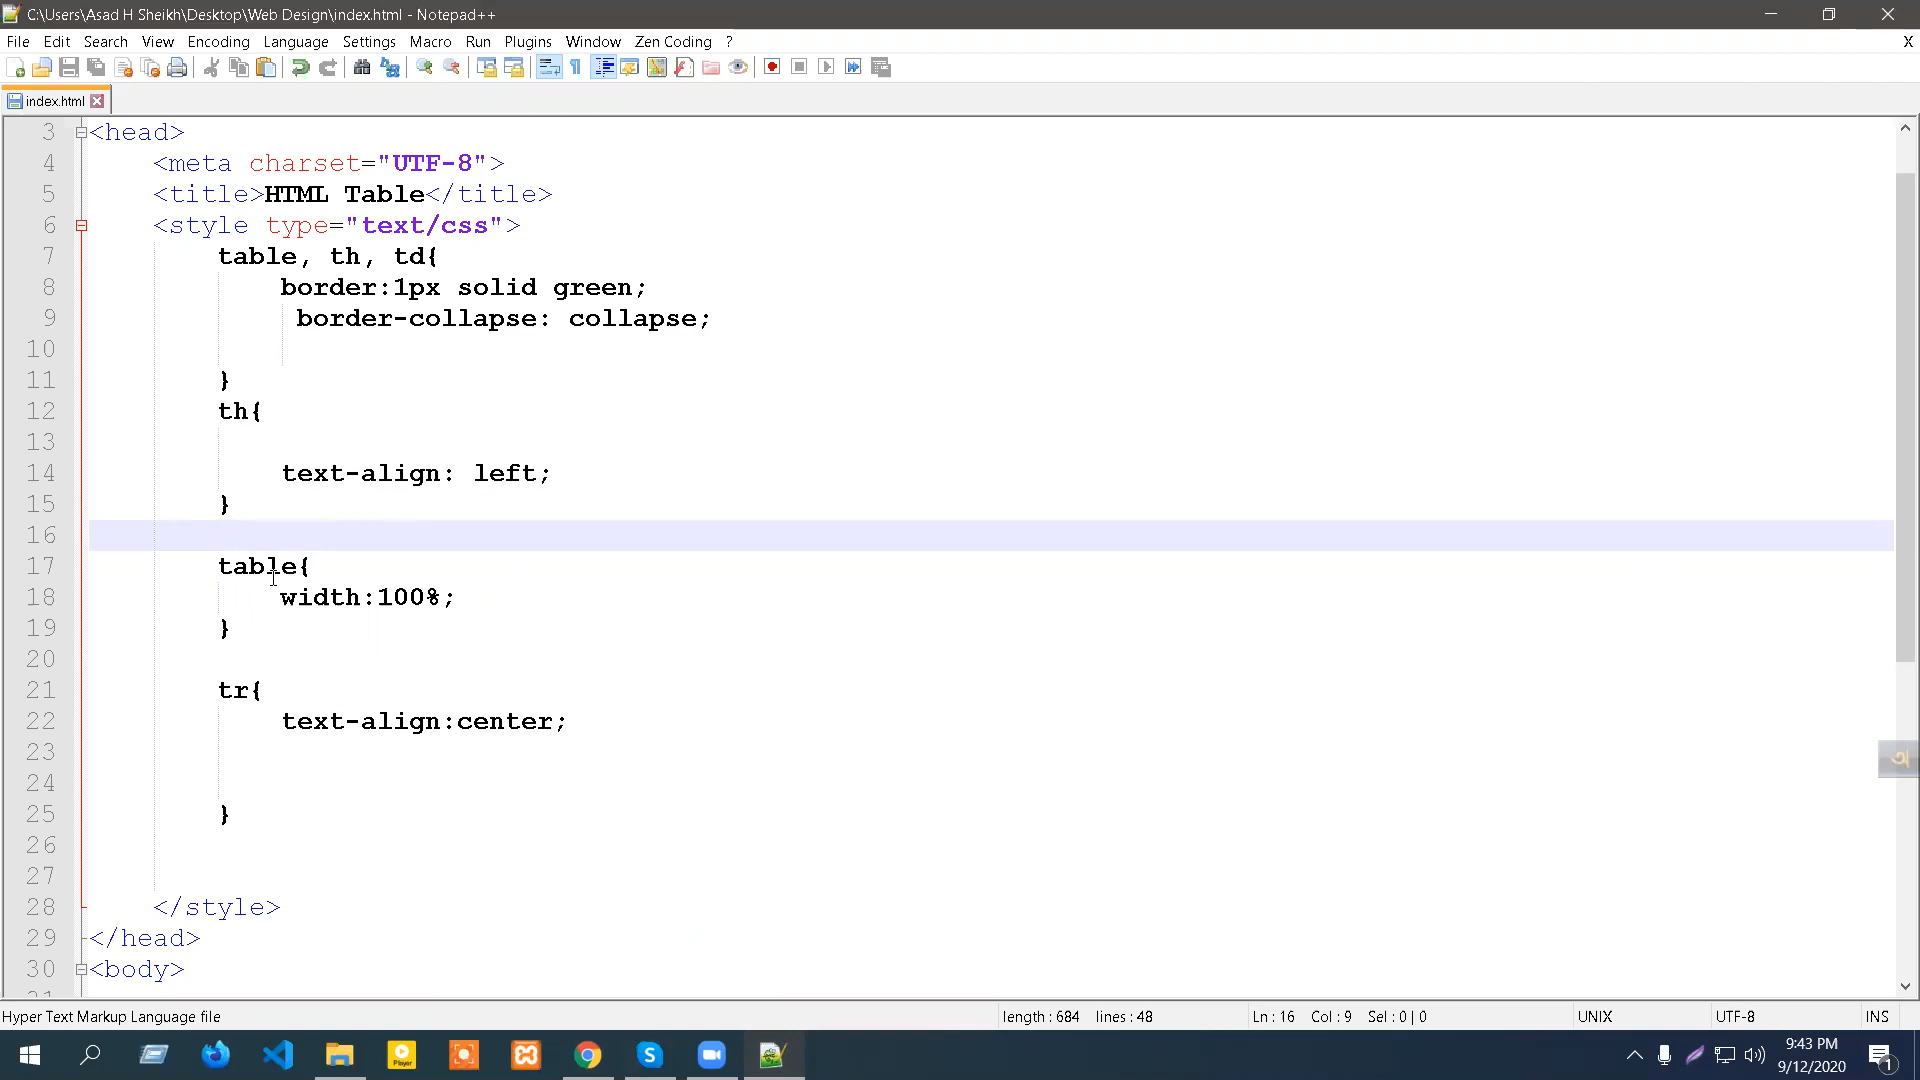 C:\Users\Asad H Sheikh\Desktop\Web Design\index.html - Notepad++
File Edit Search View Encoding Language Settings Macro Run Plugins Window Zen Coding ? X
index.html
3 <head>
4 <meta charset="UTF-8">
5 <title>HTML Table</title>
6 <style type="text/css">
7 table, th, td{
8 border:1px solid green;
9 border-collapse: collapse;
10
11 }
12 th{
13
14 text-align: left;
15 }
16
17 table{
18 width:100%;
19 }
20
21 tr{
22 text-align:center;
23
24
25 }
26
27
28 </style>
29 </head>
30 <body>
31
অ
Hyper Text Markup Language file length : 684 lines : 48 Ln : 16 Col : 9 Sel : 0 | 0 UNIX UTF-8 INS
Player
9:43 PM
9/12/2020
1